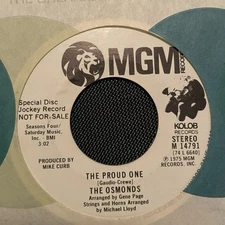 MGM
RECORDS
Special Disc
Jockey Record
NOT FOR-SALE
Seasons Four/
Saturday Music,
Inc. - BMI
3:02
PRODUCED BY
MIKE CURB
KOLOB
RECORDS
STEREO
M 14791
(74 L 6640)
℗ 1975 MGM
RECORDS, INC.
THE PROUD ONE
(Gaudio-Crewe)
THE OSMONDS
Arranged by Gene Page
Strings and Horns Arranged
by Michael Lloyd